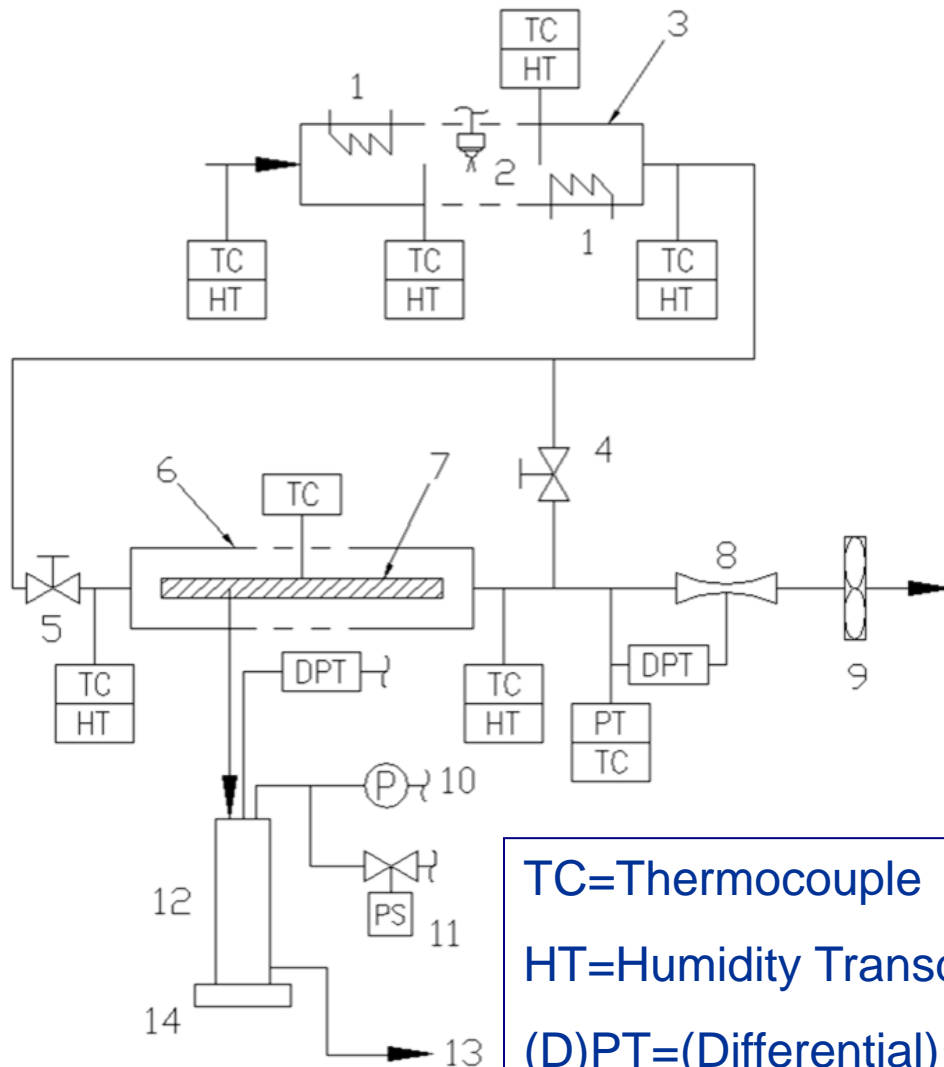 TC
HT
3
1
2
TC
HT
TC
HT
1
TC
HT
4
6
TC
7
8
5
DPT
DPT
9
TC
HT
TC
HT
PT
TC
P
10
12
PS
11
14
13
TC=Thermocouple
HT=Humidity
(D)PT=(Differential)